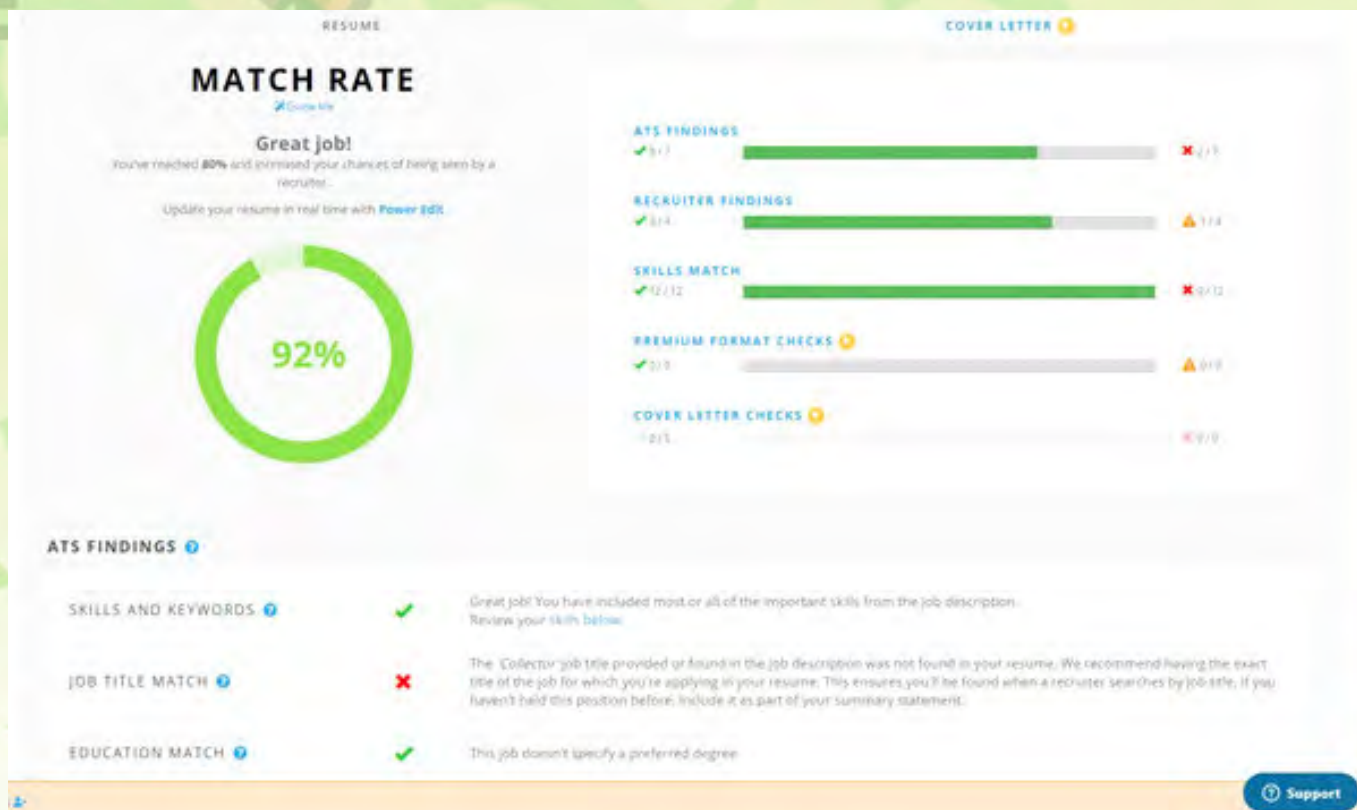 RESUME
COVER LETTER
MATCH RATE
Great job!
You've reached 80% and increased your chances of being seen by a
recruiter.
Update your resume in real time with Power Edit
92%
ATS FINDINGS
RECRUITER FINDINGS
3/4
1/4
SKILLS MATCH
12/12
0/12
PREMIUM FORMAT CHECKS
COVER LETTER CHECKS
ATS FINDINGS
SKILLS AND KEYWORDS
Great job! You have included most or all of the important skills from the job description.
Review your skills below.
JOB TITLE MATCH
The 'Collector' job title provided or found in the job description was not found in your resume. We recommend having the exact
title of the job for which you're applying in your resume. This ensures you'll be found when a recruiter searches by job title. If you
haven't held this position before, include it as part of your summary statement.
EDUCATION MATCH
This job doesn't specify a preferred degree
Support